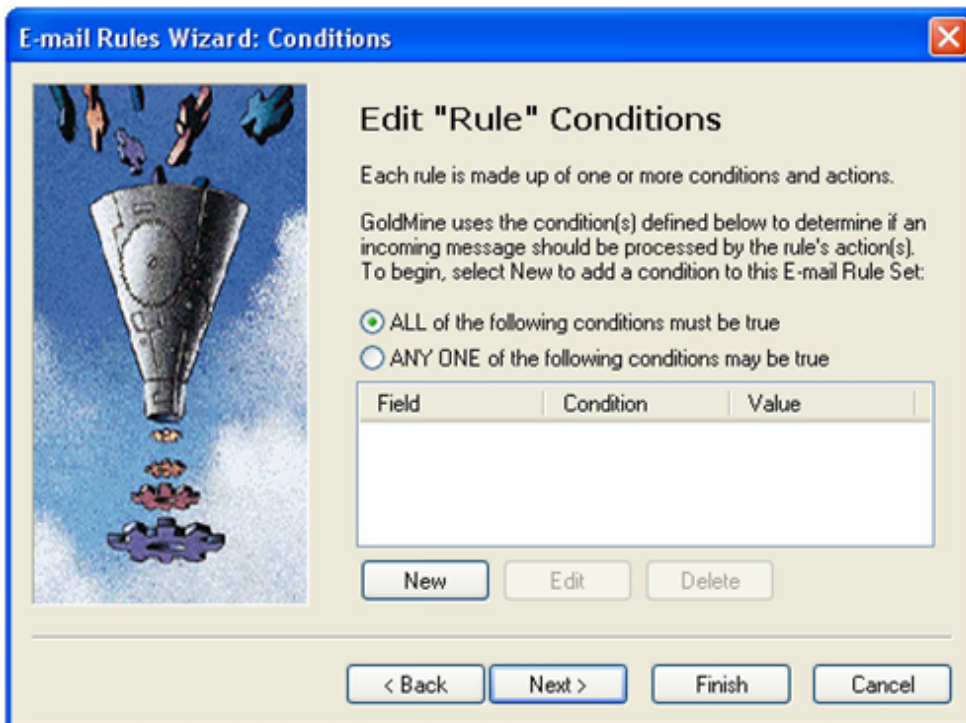 E-mail Rules Wizard: Conditions
Edit "Rule" Conditions
Each rule is made up of one or more conditions and actions.
GoldMine uses the condition(s) defined below to determine if an
incoming message should be processed by the rule's action(s).
To begin, select New to add a condition to this E-mail Rule Set:
ALL of the following conditions must be true
ANY ONE of the following conditions may be true
Field Condition Value
New Edit Delete
< Back Next > Finish Cancel